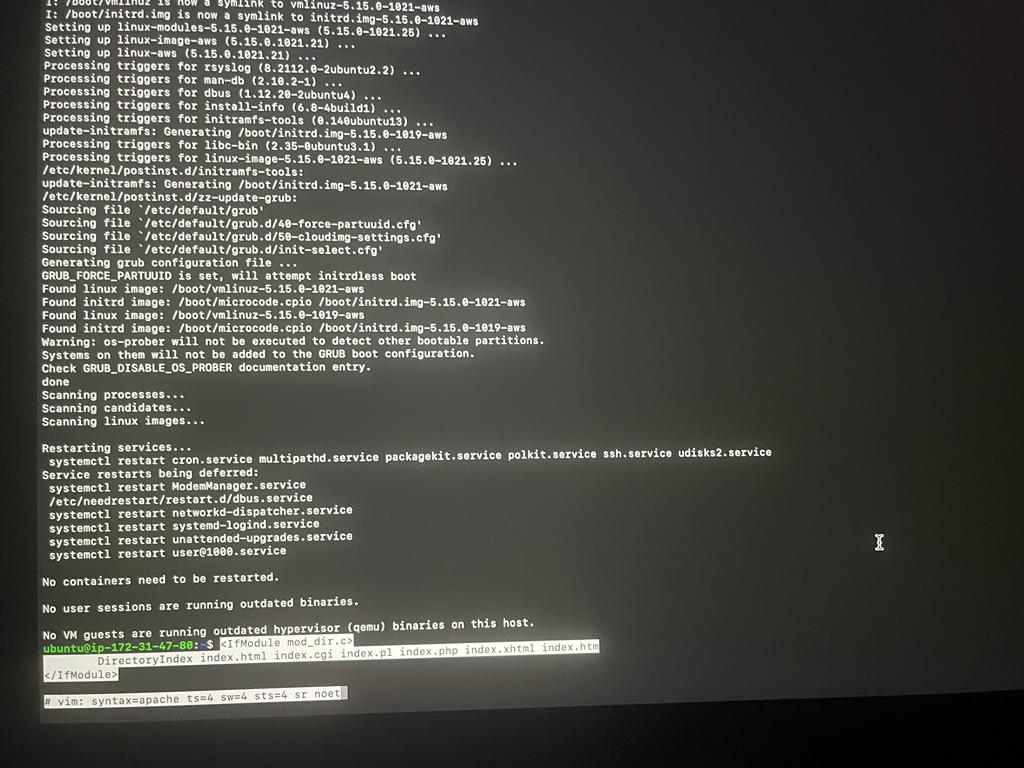 I: /boot/vmlinuz is now a symlink to vmlinuz-5.15.0-1021-aws
I: /boot/initrd.img is now a symlink to initrd.img-5.15.0-1021-aws
Setting up linux-modules-5.15.0-1021-aws (5.15.0-1021.25) ...
Setting up linux-image-aws (5.15.0.1021.21) ...
Setting up linux-aws (5.15.0.1021.21) ...
Processing triggers for rsyslog (8.2112.0-2ubuntu2.2) ...
Processing triggers for man-db (2.10.2-1) ...
Processing triggers for dbus (1.12.20-2ubuntu4) ...
Processing triggers for install-info (6.8-4build1) ...
Processing triggers for initramfs-tools (0.140ubuntu13) ...
update-initramfs: Generating /boot/initrd.img-5.15.0-1019-aws
Processing triggers for libc-bin (2.35-0ubuntu3.1) ...
Processing triggers for linux-image-5.15.0-1021-aws (5.15.0-1021.25) ...
/etc/kernel/postinst.d/initramfs-tools:
update-initramfs: Generating /boot/initrd.img-5.15.0-1021-aws
/etc/kernel/postinst.d/zz-update-grub:
Sourcing file `/etc/default/grub'
Sourcing file `/etc/default/grub.d/40-force-partuuid.cfg'
Sourcing file `/etc/default/grub.d/50-cloudimg-settings.cfg'
Sourcing file `/etc/default/grub.d/init-select.cfg'
Generating grub configuration file ...
GRUB_FORCE_PARTUUID is set, will attempt initrdless boot
Found linux image: /boot/vmlinuz-5.15.0-1021-aws
Found initrd image: /boot/microcode.cpio /boot/initrd.img-5.15.0-1021-aws
Found linux image: /boot/vmlinuz-5.15.0-1019-aws
Found initrd image: /boot/microcode.cpio /boot/initrd.img-5.15.0-1019-aws
Warning: os-prober will not be executed to detect other bootable partitions.
Systems on them will not be added to the GRUB boot configuration.
Check GRUB_DISABLE_OS_PROBER documentation entry.
done
Scanning processes...
Scanning candidates...
Scanning linux images...
Restarting services...
systemctl restart cron.service multipathd.service packagekit.service polkit.service ssh.service udisks2.service
Service restarts being deferred:
systemctl restart ModemManager.service
/etc/needrestart/restart.d/dbus.service
systemctl restart networkd-dispatcher.service
systemctl restart systemd-logind.service
systemctl restart unattended-upgrades.service
systemctl restart user@1000.service
No containers need to be restarted.
No user sessions are running outdated binaries.
No VM guests are running outdated hypervisor (qemu) binaries on this host.
ubuntu@ip-172-31-47-80:~$ <IfModule mod_dir.c>
DirectoryIndex index.html index.cgi index.pl index.php index.xhtml index.htm
</IfModule>
# vim: syntax=apache ts=4 sw=4 sts=4 sr noet